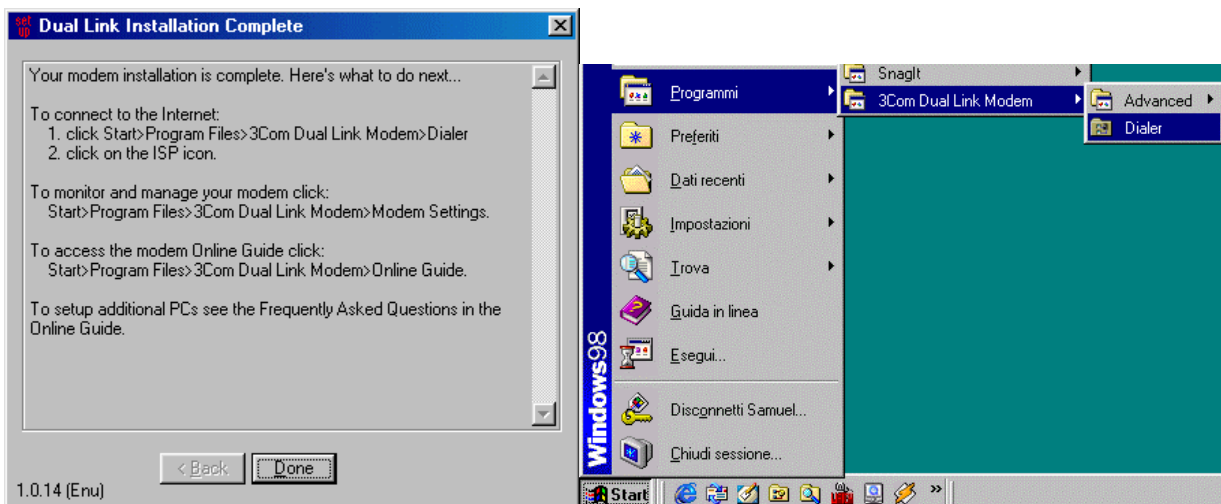 set
up
Dual Link Installation Complete
Your modem installation is complete. Here's what to do next...
To connect to the Internet:
1. click Start>Program Files>3Com Dual Link Modem>Dialer
2. click on the ISP icon.
To monitor and manage your modem click:
Start>Program Files>3Com Dual Link Modem>Modem Settings.
To access the modem Online Guide click:
Start>Program Files>3Com Dual Link Modem>Online Guide.
To setup additional PCs see the Frequently Asked Questions in the
Online Guide.
< Back
Done
1.0.14 (Enu)
SnagIt
Programmi
3Com Dual Link Modem
Advanced
Dialer
Preferiti
Dati recenti
Impostazioni
Trova
Guida in linea
Esegui...
Disconnetti Samuel...
Chiudi sessione...
Windows98
Start
»